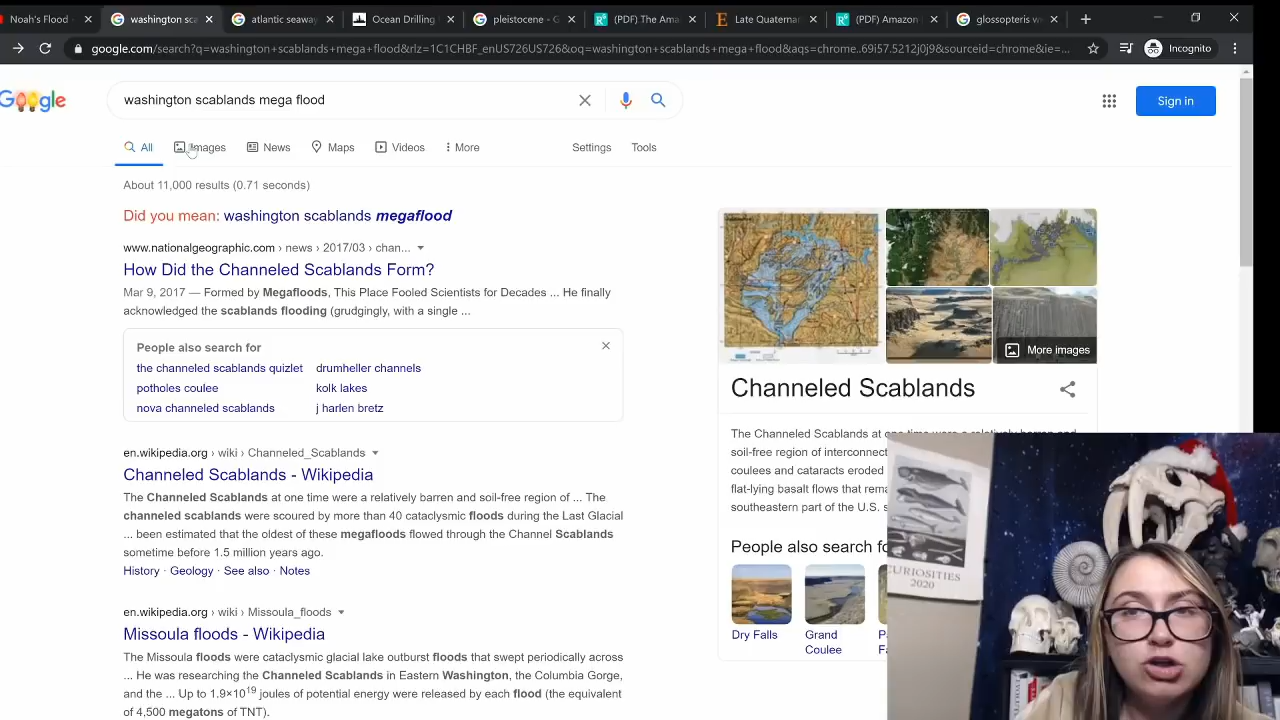 Noah's Flood -
washington sca
atlantic seaway
Ocean Drilling
pleistocene - G
(PDF) The Ama
Late Quaternar
(PDF) Amazon
glossopteris w
google.com/search?q=washington+scablands+mega+flood&rlz=1C1CHBF_enUS726US726&oq=washington+scablands+mega+flood&aqs=chrome..69i57.5212j0j9&sourceid=chrome&ie=...
Incognito
Google
washington scablands mega flood
Sign in
All
Images
News
Maps
Videos
More
Settings
Tools
About 11,000 results (0.71 seconds)
Did you mean: washington scablands megaflood
www.nationalgeographic.com › news › 2017/03 › chan...
How Did the Channeled Scablands Form?
Mar 9, 2017 — Formed by Megafloods, This Place Fooled Scientists for Decades ... He finally
acknowledged the scablands flooding (grudgingly, with a single ...
People also search for
the channeled scablands quizlet drumheller channels
potholes coulee kolk lakes
nova channeled scablands j harlen bretz
en.wikipedia.org › wiki › Channeled_Scablands
Channeled Scablands - Wikipedia
The Channeled Scablands at one time were a relatively barren and soil-free region of ... The
channeled scablands were scoured by more than 40 cataclysmic floods during the Last Glacial
... been estimated that the oldest of these megafloods flowed through the Channel Scablands
sometime before 1.5 million years ago.
History · Geology · See also · Notes
en.wikipedia.org › wiki › Missoula_floods
Missoula floods - Wikipedia
The Missoula floods were cataclysmic glacial lake outburst floods that swept periodically across
... He was researching the Channeled Scablands in Eastern Washington, the Columbia Gorge,
and the ... Up to 1.9×10¹⁹ joules of potential energy were released by each flood (the equivalent
of 4,500 megatons of TNT).
More images
Channeled Scablands
The Channeled Scablands at one time were a relatively barren and
soil-free region of interconnect
coulees and cataracts eroded
flat-lying basalt flows that rema
southeastern part of the U.S. s
People also search fo
Dry Falls
Grand
Coulee
Pa
Fa
CURIOSITIES
2020